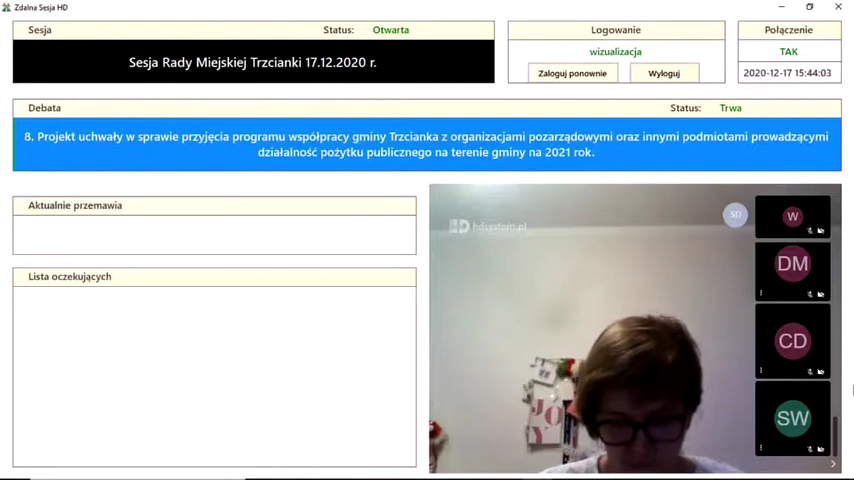 Zdalna Sesja HD
Sesja
Status: Otwarta
Logowanie
Połączenie
Sesja Rady Miejskiej Trzcianki 17.12.2020 r.
wizualizacja
TAK
Zaloguj ponownie
Wyloguj
2020-12-17 15:44:03
Debata
Status: Trwa
8. Projekt uchwały w sprawie przyjęcia programu współpracy gminy Trzcianka z organizacjami pozarządowymi oraz innymi podmiotami prowadzącymi
działalność pożytku publicznego na terenie gminy na 2021 rok.
Aktualnie przemawia
Lista oczekujących
HD hdsystem.pl
SD
W
DM
CD
SW
JO
Y